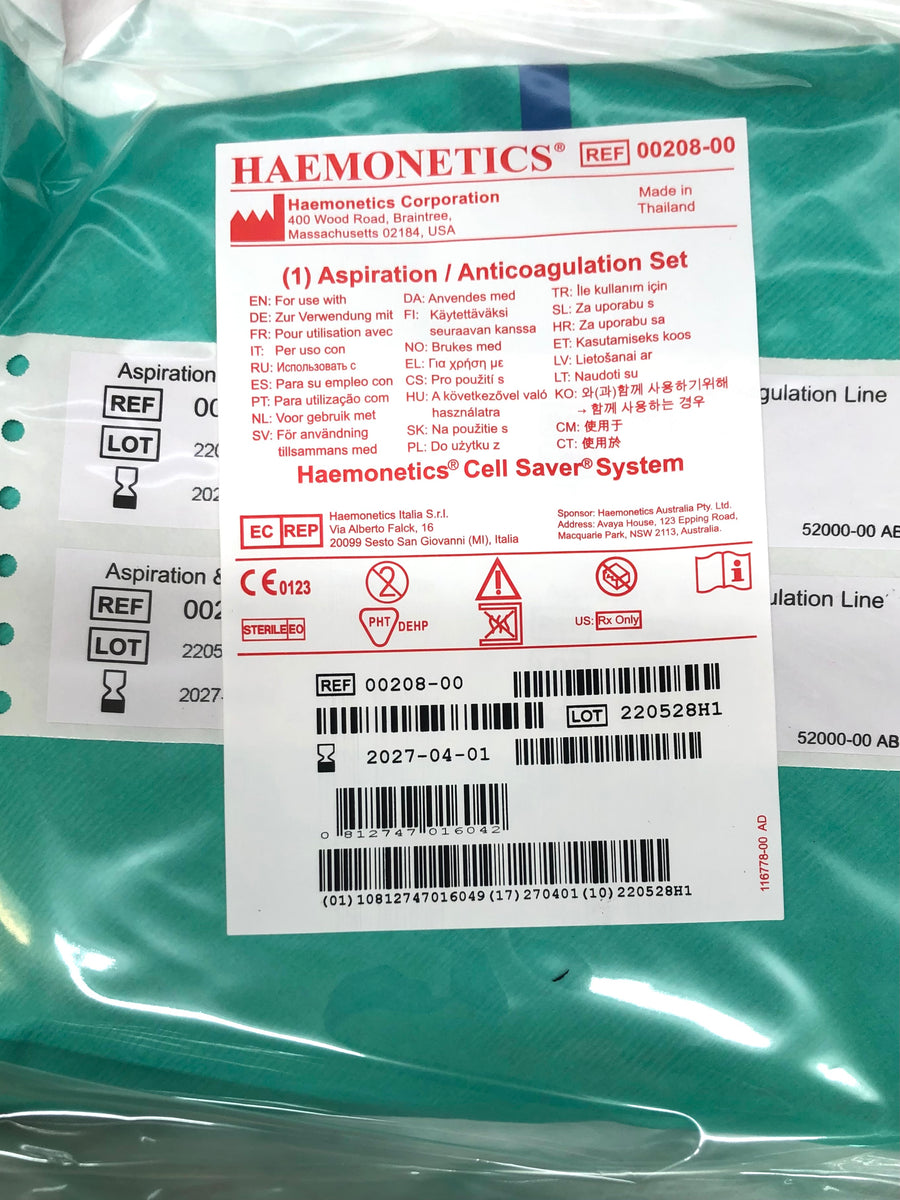 HAEMONETICS® REF 00208-00
Haemonetics Corporation
400 Wood Road, Braintree,
Massachusetts 02184, USA
Made in
Thailand
(1) Aspiration / Anticoagulation Set
EN: For use with
DE: Zur Verwendung mit
FR: Pour utilisation avec
IT: Per uso con
RU: Использовать с
ES: Para su empleo con
PT: Para utilização com
NL: Voor gebruik met
SV: För användning
tillsammans med
DA: Anvendes med
FI: Käytettäväksi
seuraavan kanssa
NO: Brukes med
EL: Για χρήση με
CS: Pro použití s
HU: A következővel való
használatra
SK: Na použitie s
PL: Do użytku z
TR: İle kullanım için
SL: Za uporabu s
HR: Za uporabu sa
ET: Kasutamiseks koos
LV: Lietošanai ar
LT: Naudoti su
KO: 와(과)함께 사용하기위해
→ 함께 사용하는 경우
CM: 使用于
CT: 使用於
Haemonetics® Cell Saver® System
EC REP
Haemonetics Italia S.r.l.
Via Alberto Falck, 16
20099 Sesto San Giovanni (MI), Italia
Sponsor: Haemonetics Australia Pty. Ltd.
Address: Avaya House, 123 Epping Road,
Macquarie Park, NSW 2113, Australia.
CE 0123
2
i
STERILE EO
PHT DEHP
US: Rx Only
REF 00208-00
LOT 220528H1
2027-04-01
0 812747 016042
(01)10812747016049(17)270401(10)220528H1
116778-00 AD
Aspiration
REF 00
LOT 220
202
gulation Line
52000-00 AB
Aspiration &
REF 002
LOT 2205
2027-
ulation Line
52000-00 AB